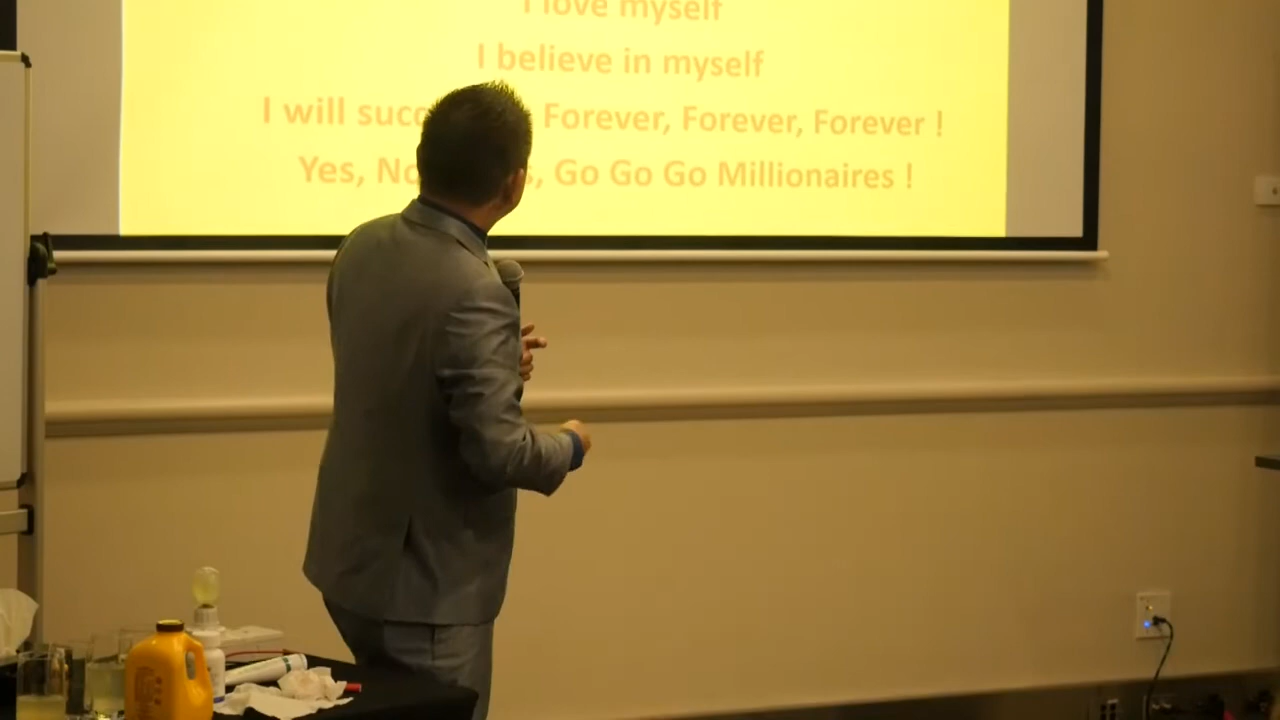 I love myself
I believe in myself
I will succ Forever, Forever, Forever !
Yes, No s, Go Go Go Millionaires !